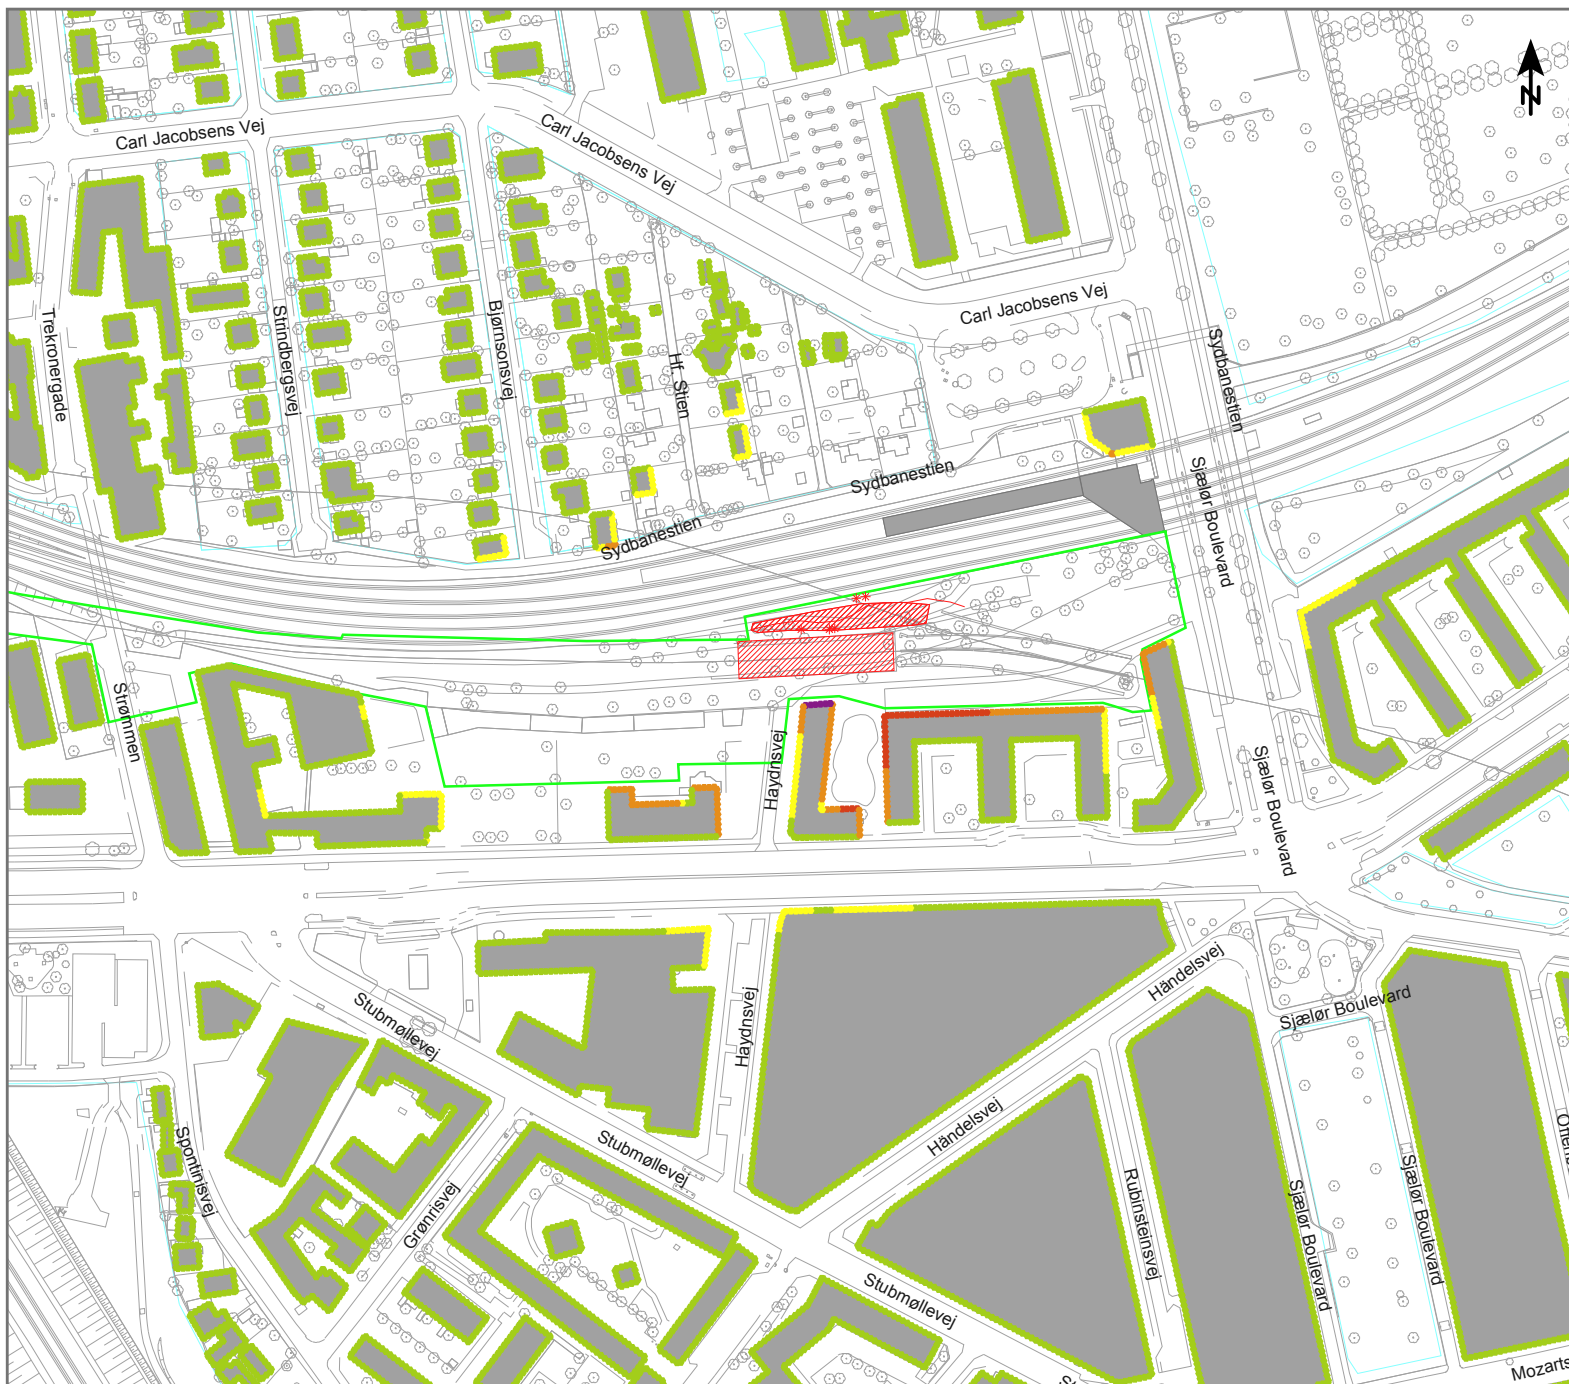 N
Carl Jacobsens Vej
Carl Jacobsens Vej
Carl Jacobsens Vej
Trekronergade
Strindbergsvej
Bjørnsonsvej
Hf. Stien
Sydbanestien
Sydbanestien
Sydbanestien
Sjælør Boulevard
Strømmen
Haydnsvej
Sjælør Boulevard
Stubmøllevej
Haydnsvej
Händelsvej
Sjælør Boulevard
Händelsvej
Stubmøllevej
Spontinisvej
Grønrisvej
Rubinsteinsvej
Sjælør Boulevard
Sjælør Boulevard
Stubmøllevej
Mozarts